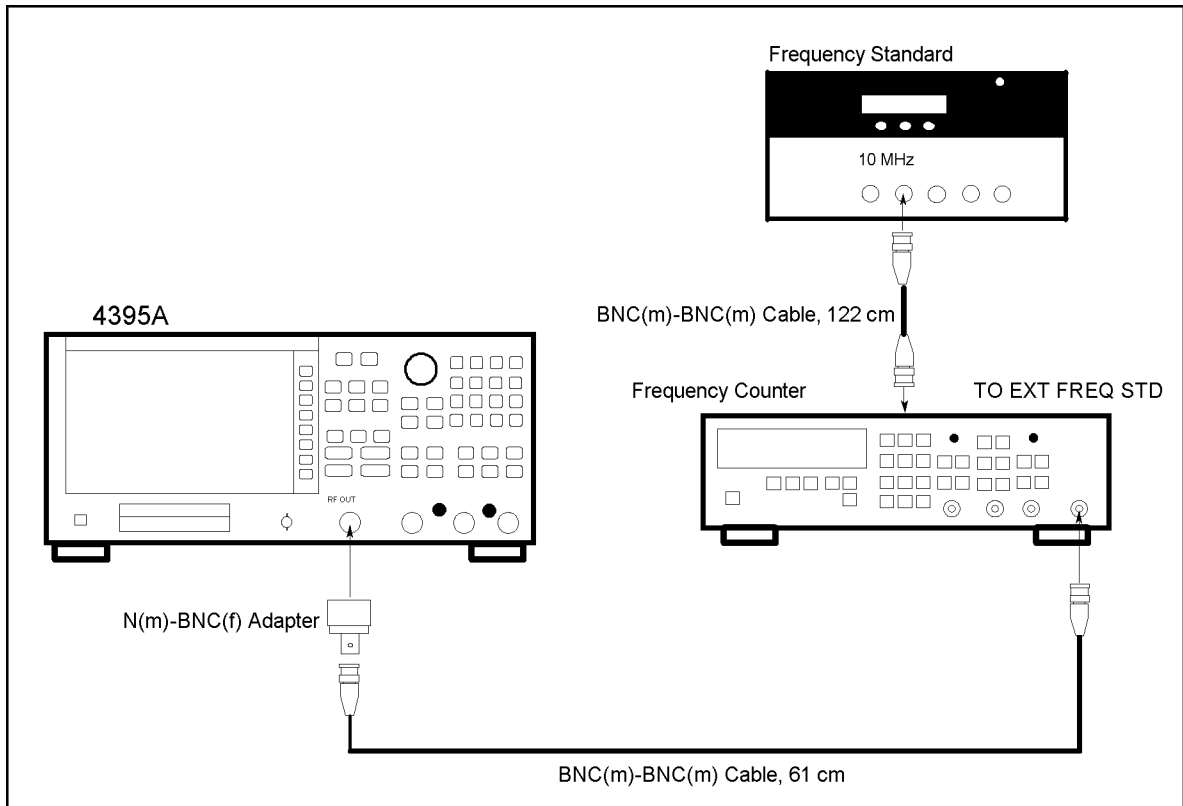 Frequency Standard
10 MHz
BNC(m)-BNC(m) Cable, 122 cm
4395A
Frequency Counter
TO EXT FREQ STD
RF OUT
N(m)-BNC(f) Adapter
BNC(m)-BNC(m) Cable, 61 cm